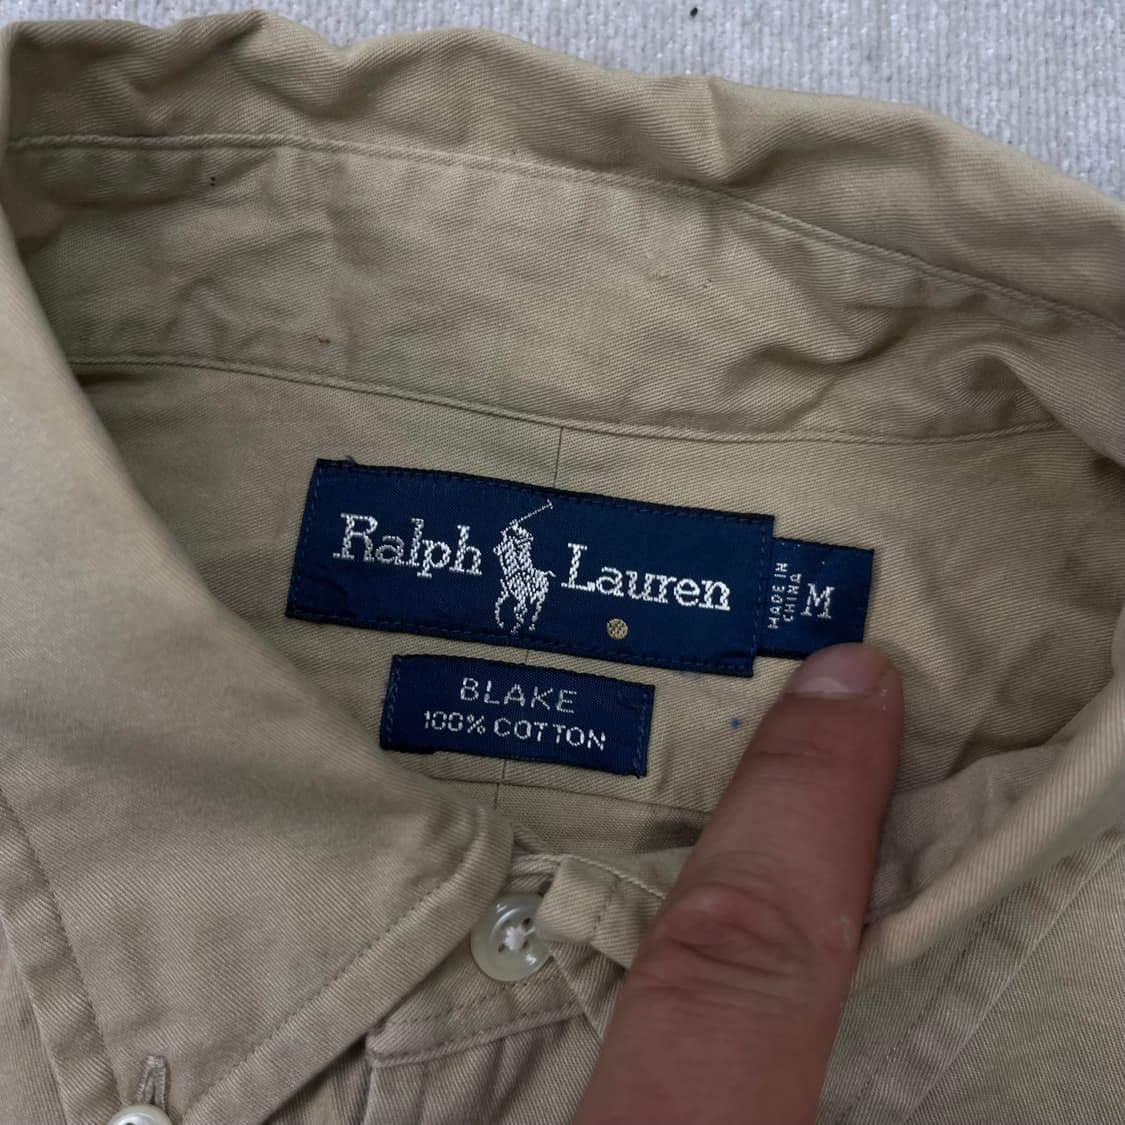 Ralph Lauren
MADE IN
CHINA
M
BLAKE
100% COTTON